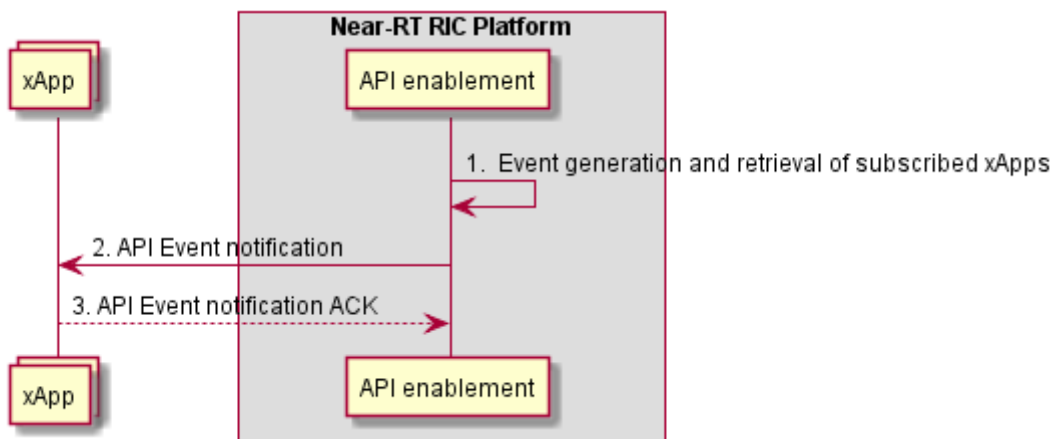 Near-RT RIC Platform
xApp
API enablement
1. Event generation and retrieval of subscribed xApps
2. API Event notification
3. API Event notification ACK
xApp
API enablement